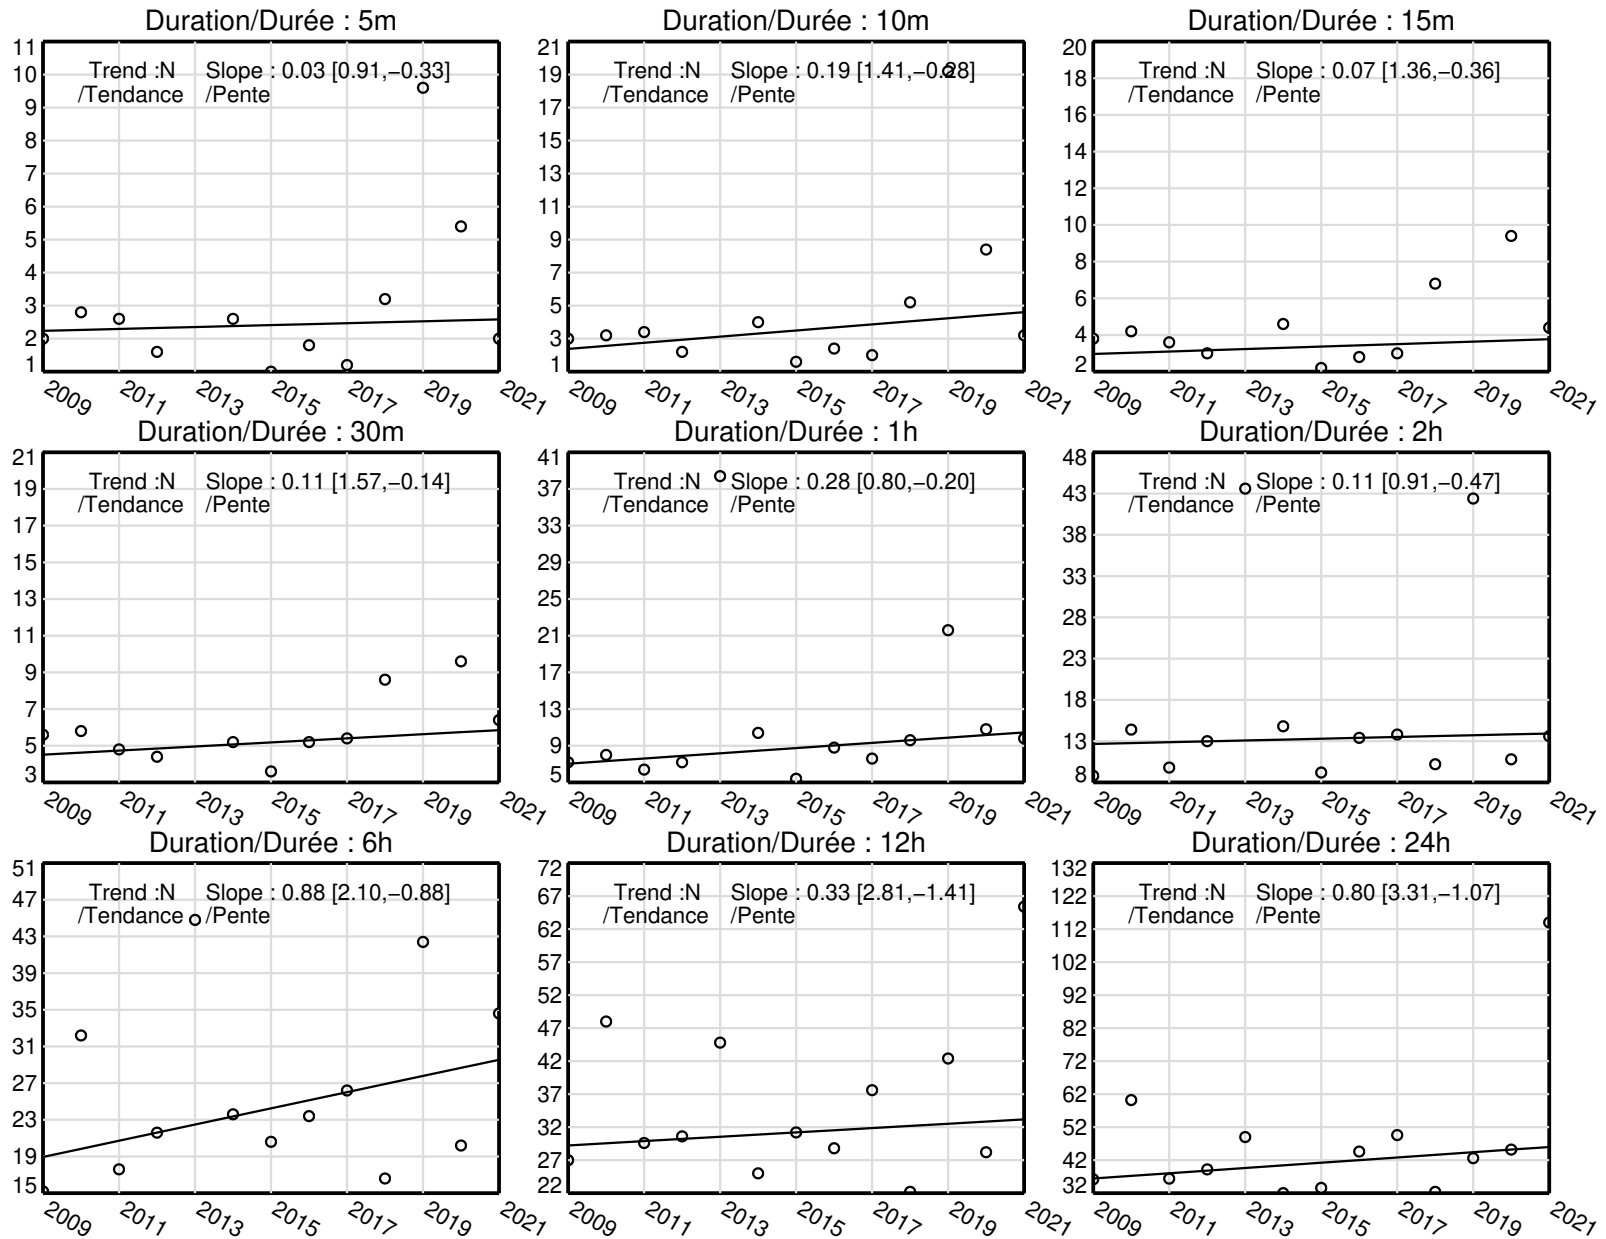 Duration/Durée : 5m
Trend :N Slope : 0.03 [0.91,−0.33]
/Tendance /Pente
11
10
9
8
7
6
5
4
3
2
1
2009 2011 2013 2015 2017 2019 2021
Duration/Durée : 10m
Trend :N Slope : 0.19 [1.41,−0.28]
/Tendance /Pente
21
19
17
15
13
11
9
7
5
3
1
2009 2011 2013 2015 2017 2019 2021
Duration/Durée : 15m
Trend :N Slope : 0.07 [1.36,−0.36]
/Tendance /Pente
20
18
16
14
12
10
8
6
4
2
2009 2011 2013 2015 2017 2019 2021
Duration/Durée : 30m
Trend :N Slope : 0.11 [1.57,−0.14]
/Tendance /Pente
21
19
17
15
13
11
9
7
5
3
2009 2011 2013 2015 2017 2019 2021
Duration/Durée : 1h
Trend :N Slope : 0.28 [0.80,−0.20]
/Tendance /Pente
41
37
33
29
25
21
17
13
9
5
2009 2011 2013 2015 2017 2019 2021
Duration/Durée : 2h
Trend :N Slope : 0.11 [0.91,−0.47]
/Tendance /Pente
48
43
38
33
28
23
18
13
8
2009 2011 2013 2015 2017 2019 2021
Duration/Durée : 6h
Trend :N Slope : 0.88 [2.10,−0.88]
/Tendance /Pente
51
47
43
39
35
31
27
23
19
15
2009 2011 2013 2015 2017 2019 2021
Duration/Durée : 12h
Trend :N Slope : 0.33 [2.81,−1.41]
/Tendance /Pente
72
67
62
57
52
47
42
37
32
27
22
2009 2011 2013 2015 2017 2019 2021
Duration/Durée : 24h
Trend :N Slope : 0.80 [3.31,−1.07]
/Tendance /Pente
132
122
112
102
92
82
72
62
52
42
32
2009 2011 2013 2015 2017 2019 2021